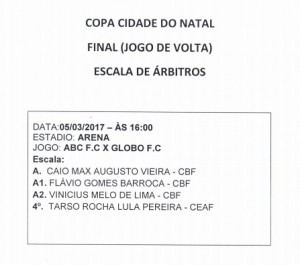 COPA CIDADE DO NATAL
FINAL (JOGO DE VOLTA)
ESCALA DE ÁRBITROS
DATA:05/03/2017 – ÀS 16:00
ESTADIO: ARENA
JOGO: ABC F.C X GLOBO F.C
Escala:
A. CAIO MAX AUGUSTO VIEIRA - CBF
A1. FLÁVIO GOMES BARROCA - CBF
A2. VINICIUS MELO DE LIMA - CBF
4º. TARSO ROCHA LULA PEREIRA - CEAF